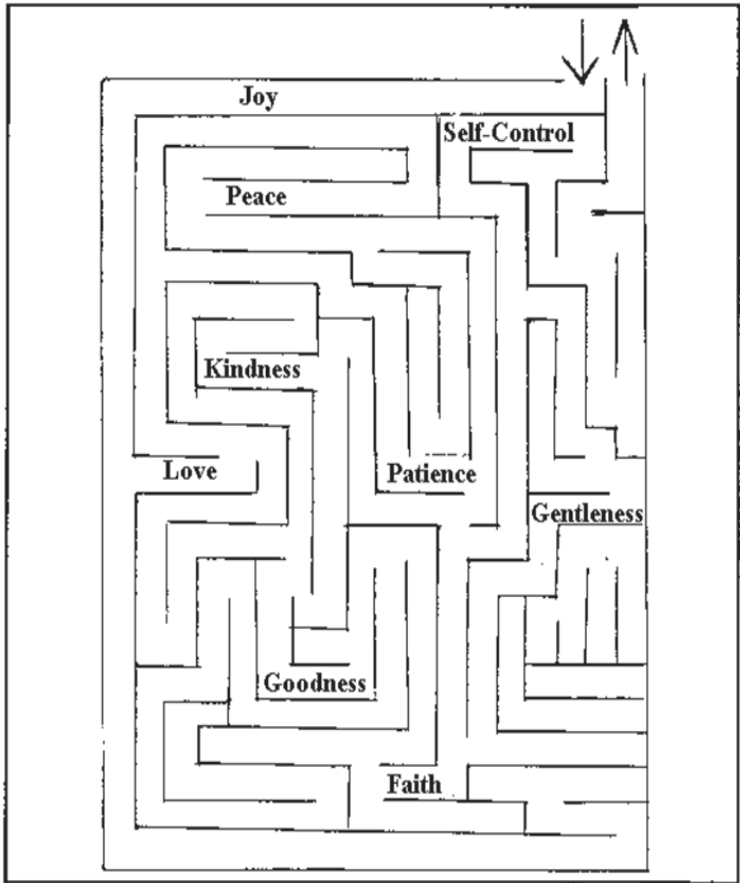 Joy
Self-Control
Peace
Kindness
Love
Patience
Gentleness
Goodness
Faith